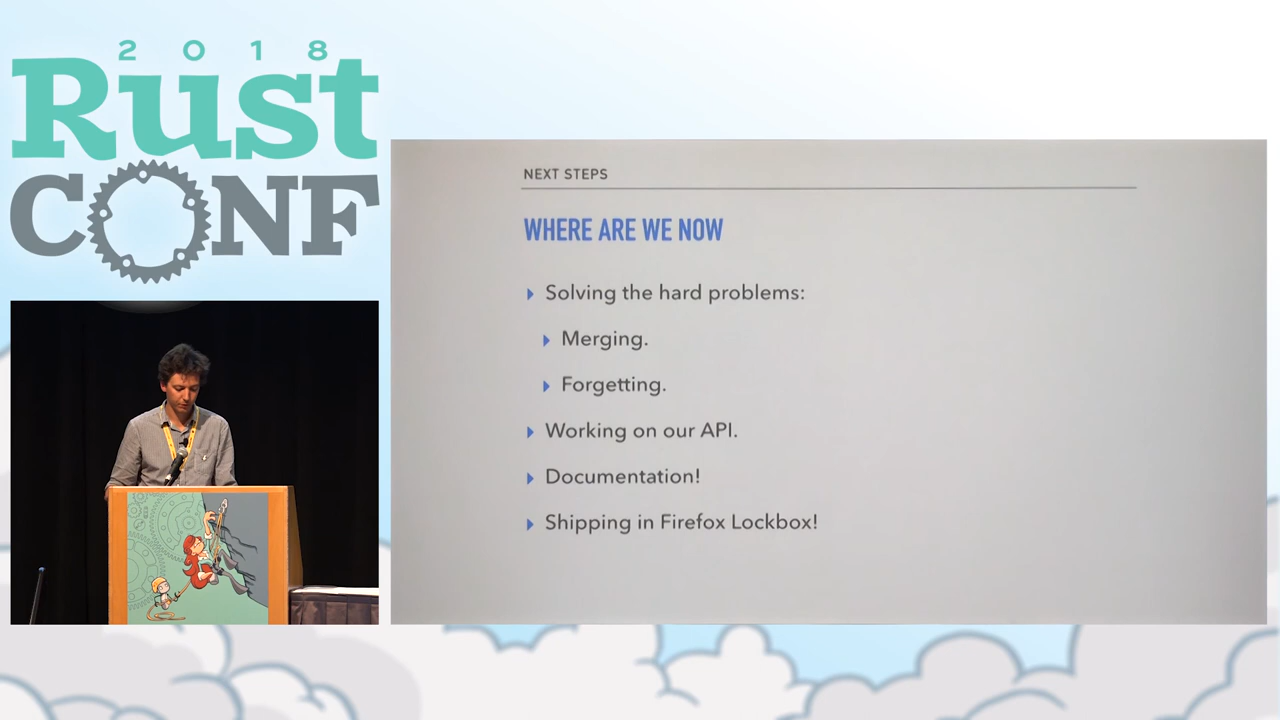 2018
Rust
CONF
NEXT STEPS
WHERE ARE WE NOW
Solving the hard problems:
Merging.
Forgetting.
Working on our API.
Documentation!
Shipping in Firefox Lockbox!